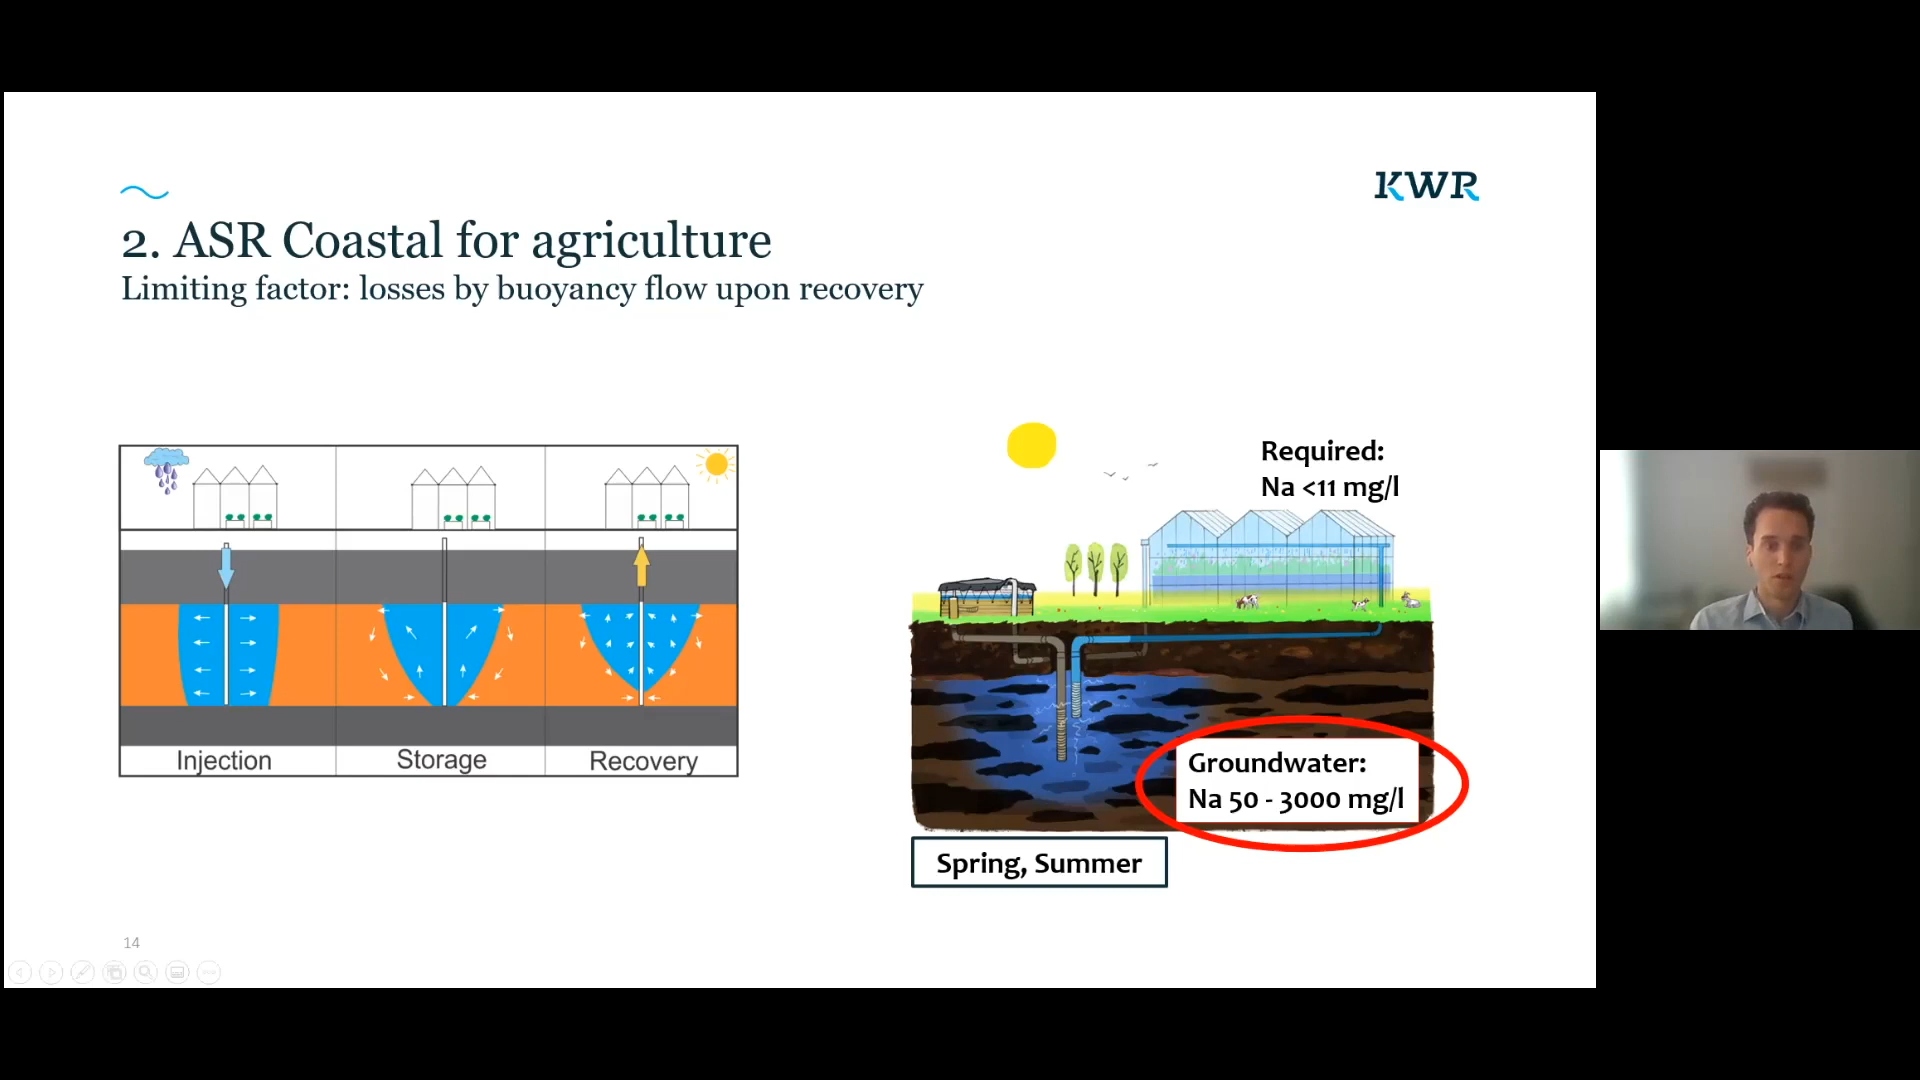 KWR
2. ASR Coastal for agriculture
Limiting factor: losses by buoyancy flow upon recovery
Injection
Storage
Recovery
Required:
Na <11 mg/l
Groundwater:
Na 50 - 3000 mg/l
Spring, Summer
14